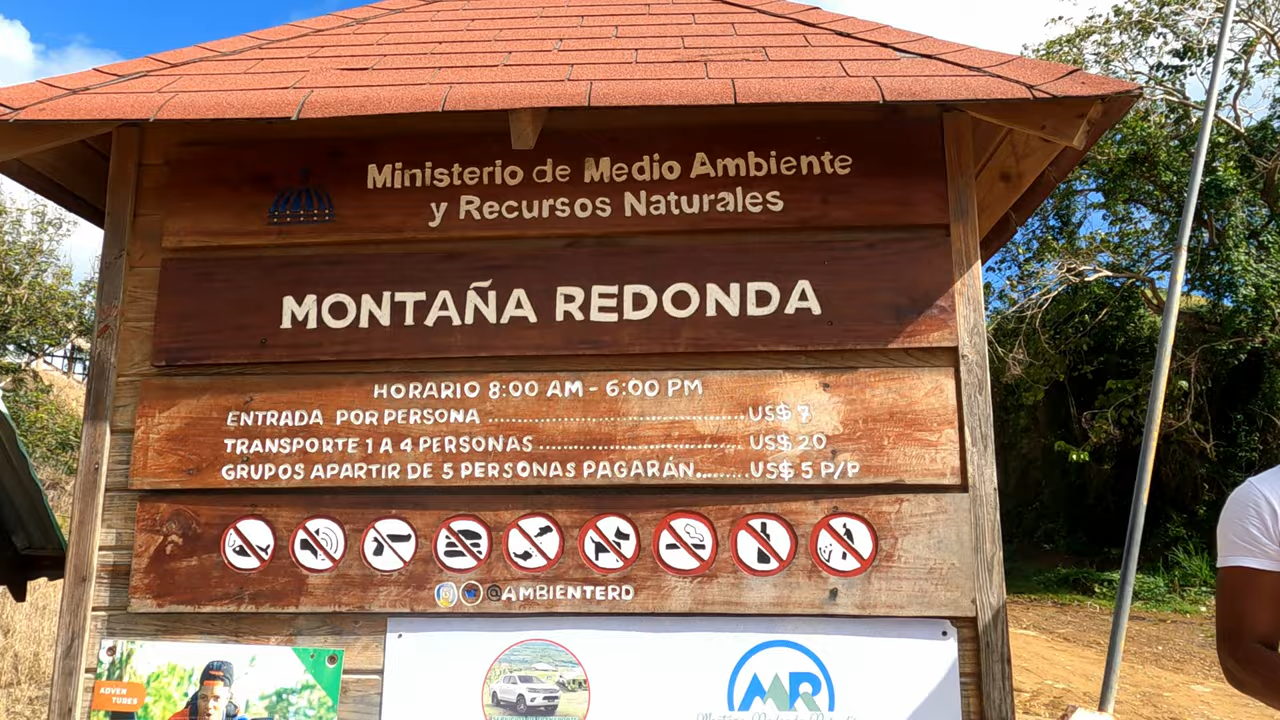 Ministerio de Medio Ambiente
y Recursos Naturales
MONTAÑA REDONDA
HORARIO 8:00 AM - 6:00 PM
ENTRADA POR PERSONA ........................................................ US$
TRANSPORTE 1 A 4 PERSONAS ........................................... US$ 20
GRUPOS APARTIR DE 5 PERSONAS PAGARÁN......... US$ 5 P/P
@AMBIENTERD
ADVEN
TUBES
MR